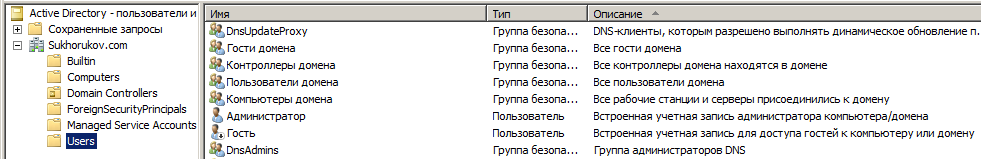 Active Directory - пользователи и
Сохраненные запросы
Sukhorukov.com
Builtin
Computers
Domain Controllers
ForeignSecurityPrincipals
Managed Service Accounts
Users
Имя Тип Описание
DnsUpdateProxy Группа безопа... DNS-клиенты, которым разрешено выполнять динамическое обновление п...
Гости домена Группа безопа... Все гости домена
Контроллеры домена Группа безопа... Все контроллеры домена находятся в домене
Пользователи домена Группа безопа... Все пользователи домена
Компьютеры домена Группа безопа... Все рабочие станции и серверы присоединились к домену
Администратор Пользователь Встроенная учетная запись администратора компьютера/домена
Гость Пользователь Встроенная учетная запись для доступа гостей к компьютеру или домену
DnsAdmins Группа безопа... Группа администраторов DNS